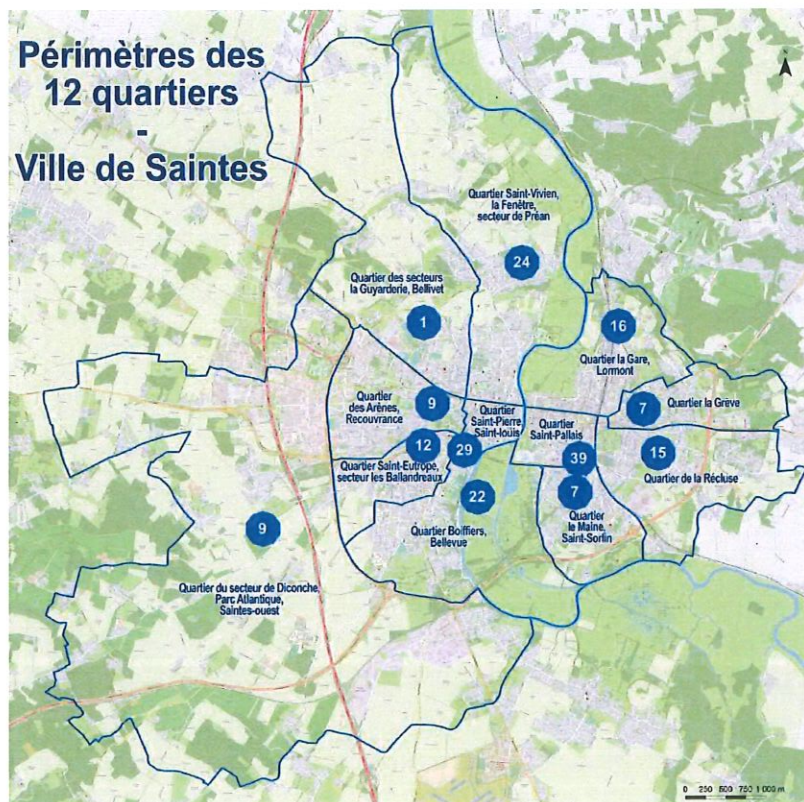 Périmètres des
12 quartiers
-
Ville de Saintes
N
Quartier Saint-Vivien,
la Fenêtre,
secteur de Préan
24
Quartier des secteurs
la Guyarderie, Bellivet
1
16
Quartier la Gare,
Lormont
Quartier
des Arènes,
Recouvrance
9
Quartier
Saint-Pierre,
Saint-louis
29
Quartier
Saint-Pallais
39
7
Quartier la Grève
12
Quartier Saint-Eutrope,
secteur les Ballandreaux
15
Quartier de la Récluse
22
Quartier Boiffiers,
Bellevue
7
Quartier
le Maine,
Saint-Sorlin
9
Quartier du secteur de Diconche,
Parc Atlantique,
Saintes-ouest
0 250 500 750 1 000 m